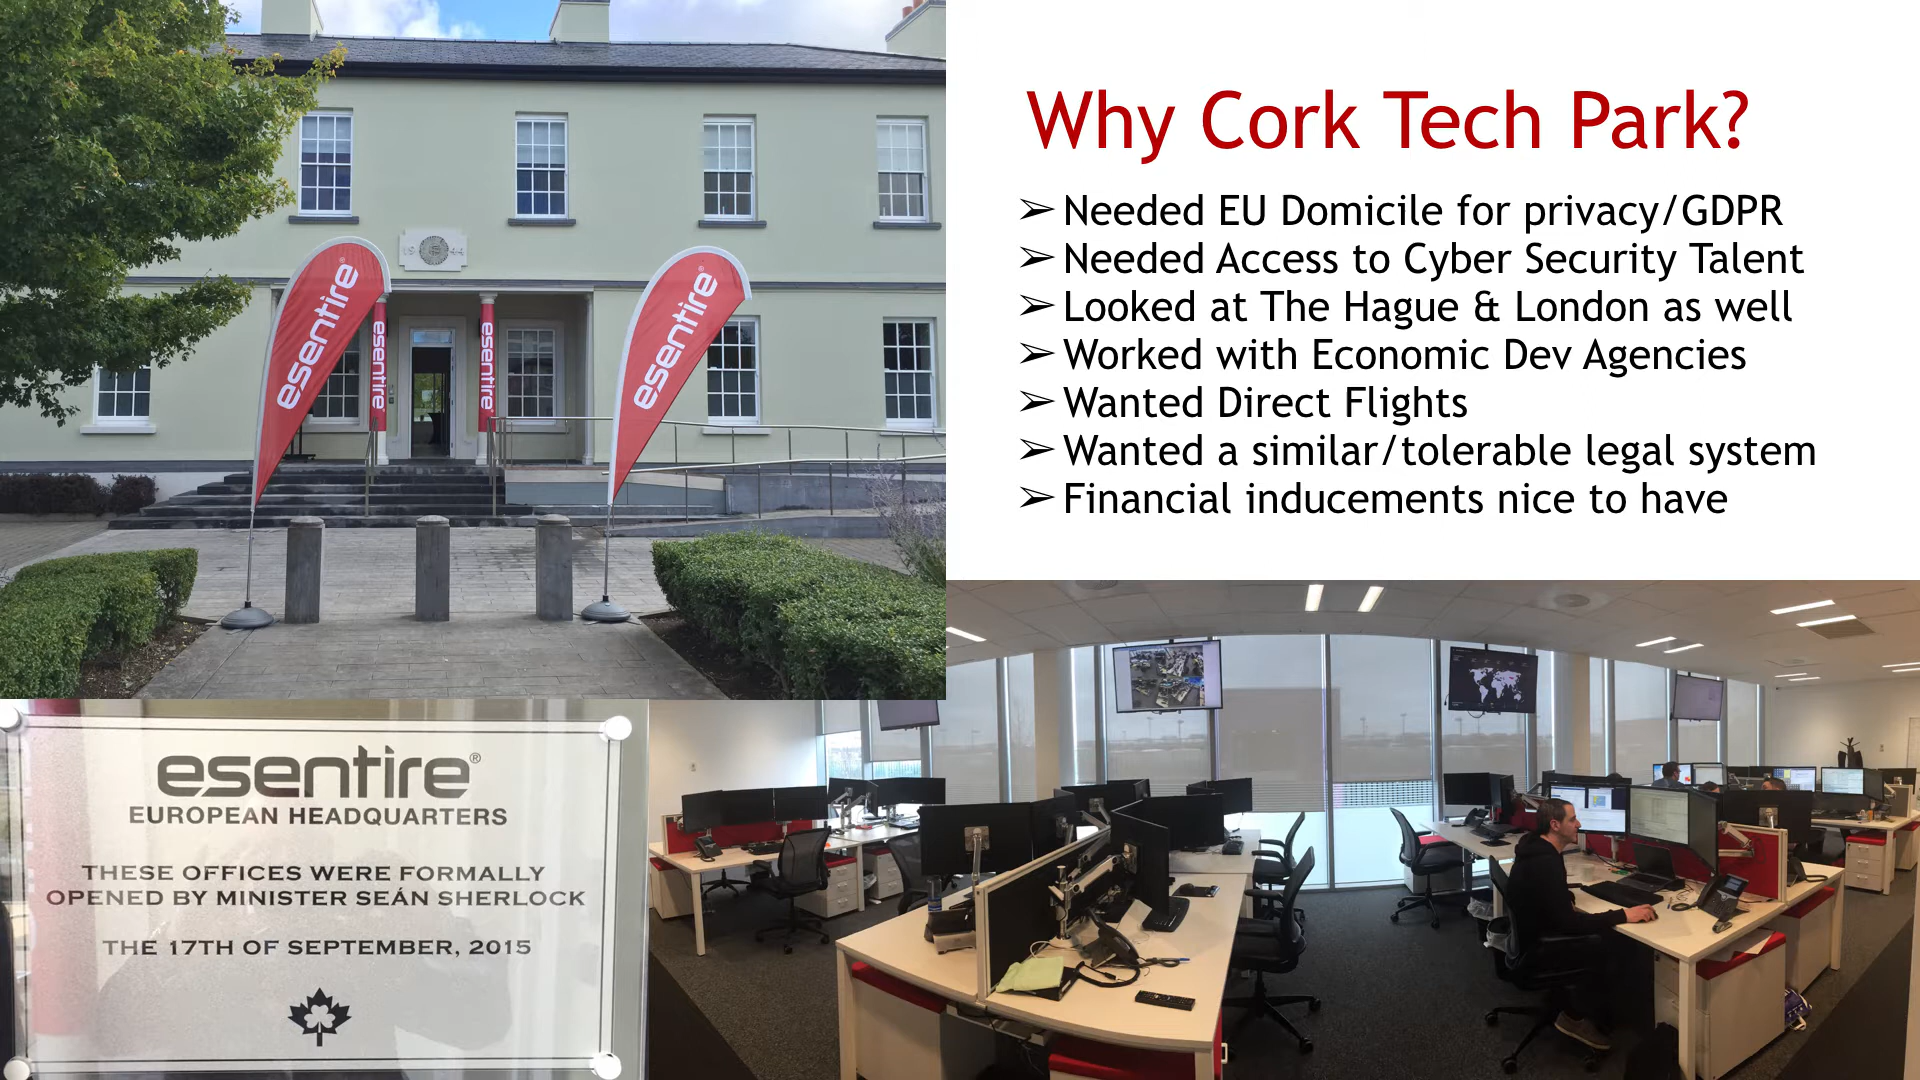 Why Cork Tech Park?
➢ Needed EU Domicile for privacy/GDPR
➢ Needed Access to Cyber Security Talent
➢ Looked at The Hague & London as well
➢ Worked with Economic Dev Agencies
➢ Wanted Direct Flights
➢ Wanted a similar/tolerable legal system
➢ Financial inducements nice to have
esentire®
esentire
esentire
esentire®
esentire®
EUROPEAN HEADQUARTERS
THESE OFFICES WERE FORMALLY
OPENED BY MINISTER SEÁN SHERLOCK
THE 17TH OF SEPTEMBER, 2015